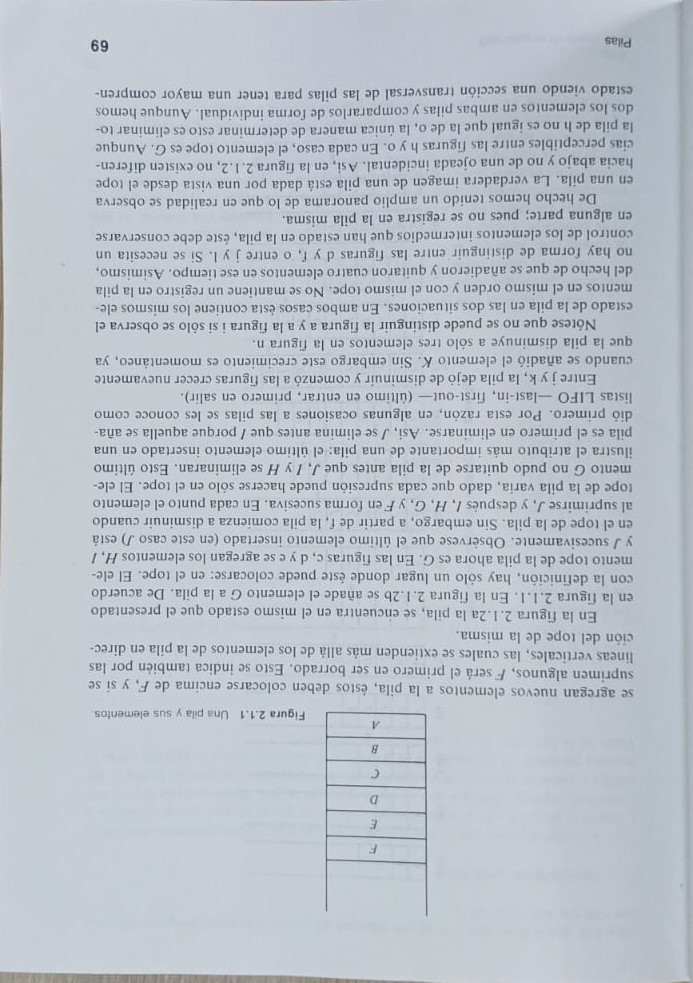 F
E
D
C
B
A
Figura 2.1.1 Una pila y sus elementos.
se agregan nuevos elementos a la pila, éstos deben colocarse encima de F, y si se
suprimen algunos, F será el primero en ser borrado. Esto se indica también por las
líneas verticales, las cuales se extienden más allá de los elementos de la pila en direc-
ción del tope de la misma.
En la figura 2.1.2a la pila, se encuentra en el mismo estado que el presentado
en la figura 2.1.1. En la figura 2.1.2b se añade el elemento G a la pila. De acuerdo
con la definición, hay sólo un lugar donde éste puede colocarse: en el tope. El ele-
mento tope de la pila ahora es G. En las figuras c, d y e se agregan los elementos H, I
y J sucesivamente. Obsérvese que el último elemento insertado (en este caso J) está
en el tope de la pila. Sin embargo, a partir de f, la pila comienza a disminuir cuando
al suprimirse J, y después I, H, G, y F en forma sucesiva. En cada punto el elemento
tope de la pila varía, dado que cada supresión puede hacerse sólo en el tope. El ele-
mento G no pudo quitarse de la pila antes que J, I y H se eliminaran. Esto último
ilustra el atributo más importante de una pila: el último elemento insertado en una
pila es el primero en eliminarse. Así, J se elimina antes que I porque aquella se aña-
dió primero. Por esta razón, en algunas ocasiones a las pilas se les conoce como
listas LIFO —last-in, first-out— (último en entrar, primero en salir).
Entre j y k, la pila dejó de disminuir y comenzó a las figuras crecer nuevamente
cuando se añadió el elemento K. Sin embargo este crecimiento es momentáneo, ya
que la pila disminuye a sólo tres elementos en la figura n.
Nótese que no se puede distinguir la figura a y a la figura i si sólo se observa el
estado de la pila en las dos situaciones. En ambos casos ésta contiene los mismos ele-
mentos en el mismo orden y con el mismo tope. No se mantiene un registro en la pila
del hecho de que se añadieron y quitaron cuatro elementos en ese tiempo. Asimismo,
no hay forma de distinguir entre las figuras d y f, o entre j y l. Si se necesita un
control de los elementos intermedios que han estado en la pila, éste debe conservarse
en alguna parte; pues no se registra en la pila misma.
De hecho hemos tenido un amplio panorama de lo que en realidad se observa
en una pila. La verdadera imagen de una pila está dada por una vista desde el tope
hacia abajo y no de una ojeada incidental. Así, en la figura 2.1.2, no existen diferen-
cias perceptibles entre las figuras h y o. En cada caso, el elemento tope es G. Aunque
la pila de h no es igual que la de o, la única manera de determinar esto es eliminar to-
dos los elementos en ambas pilas y compararlos de forma individual. Aunque hemos
estado viendo una sección transversal de las pilas para tener una mayor compren-
Pilas
69